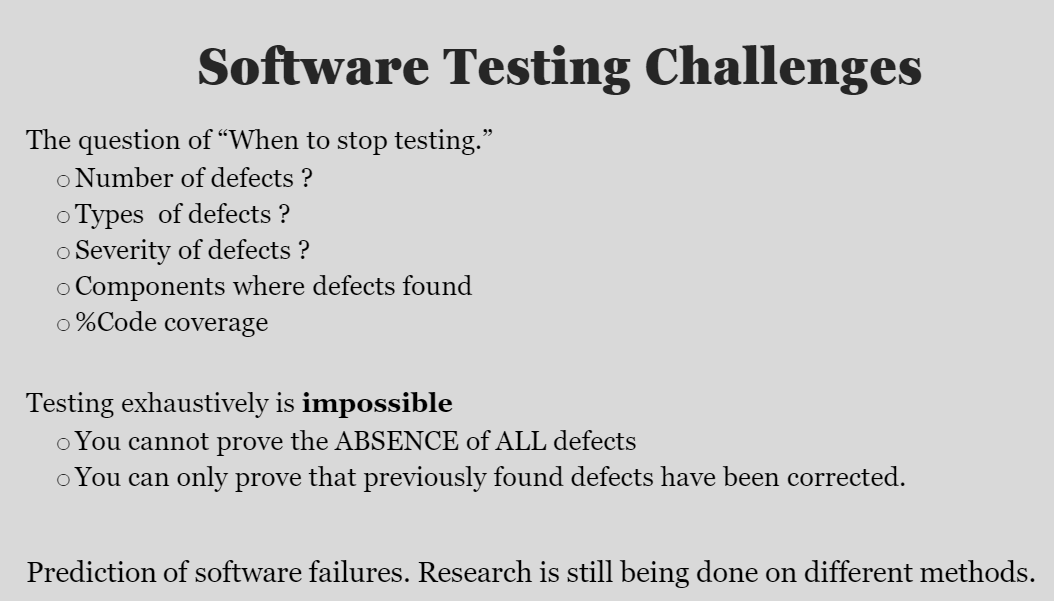 Software Testing Challenges
The question of “When to stop testing.”
○ Number of defects ?
○ Types  of defects ?
○ Severity of defects ?
○ Components where defects found
○ %Code coverage
Testing exhaustively is impossible
○ You cannot prove the ABSENCE of ALL defects
○ You can only prove that previously found defects have been corrected.
Prediction of software failures. Research is still being done on different methods.